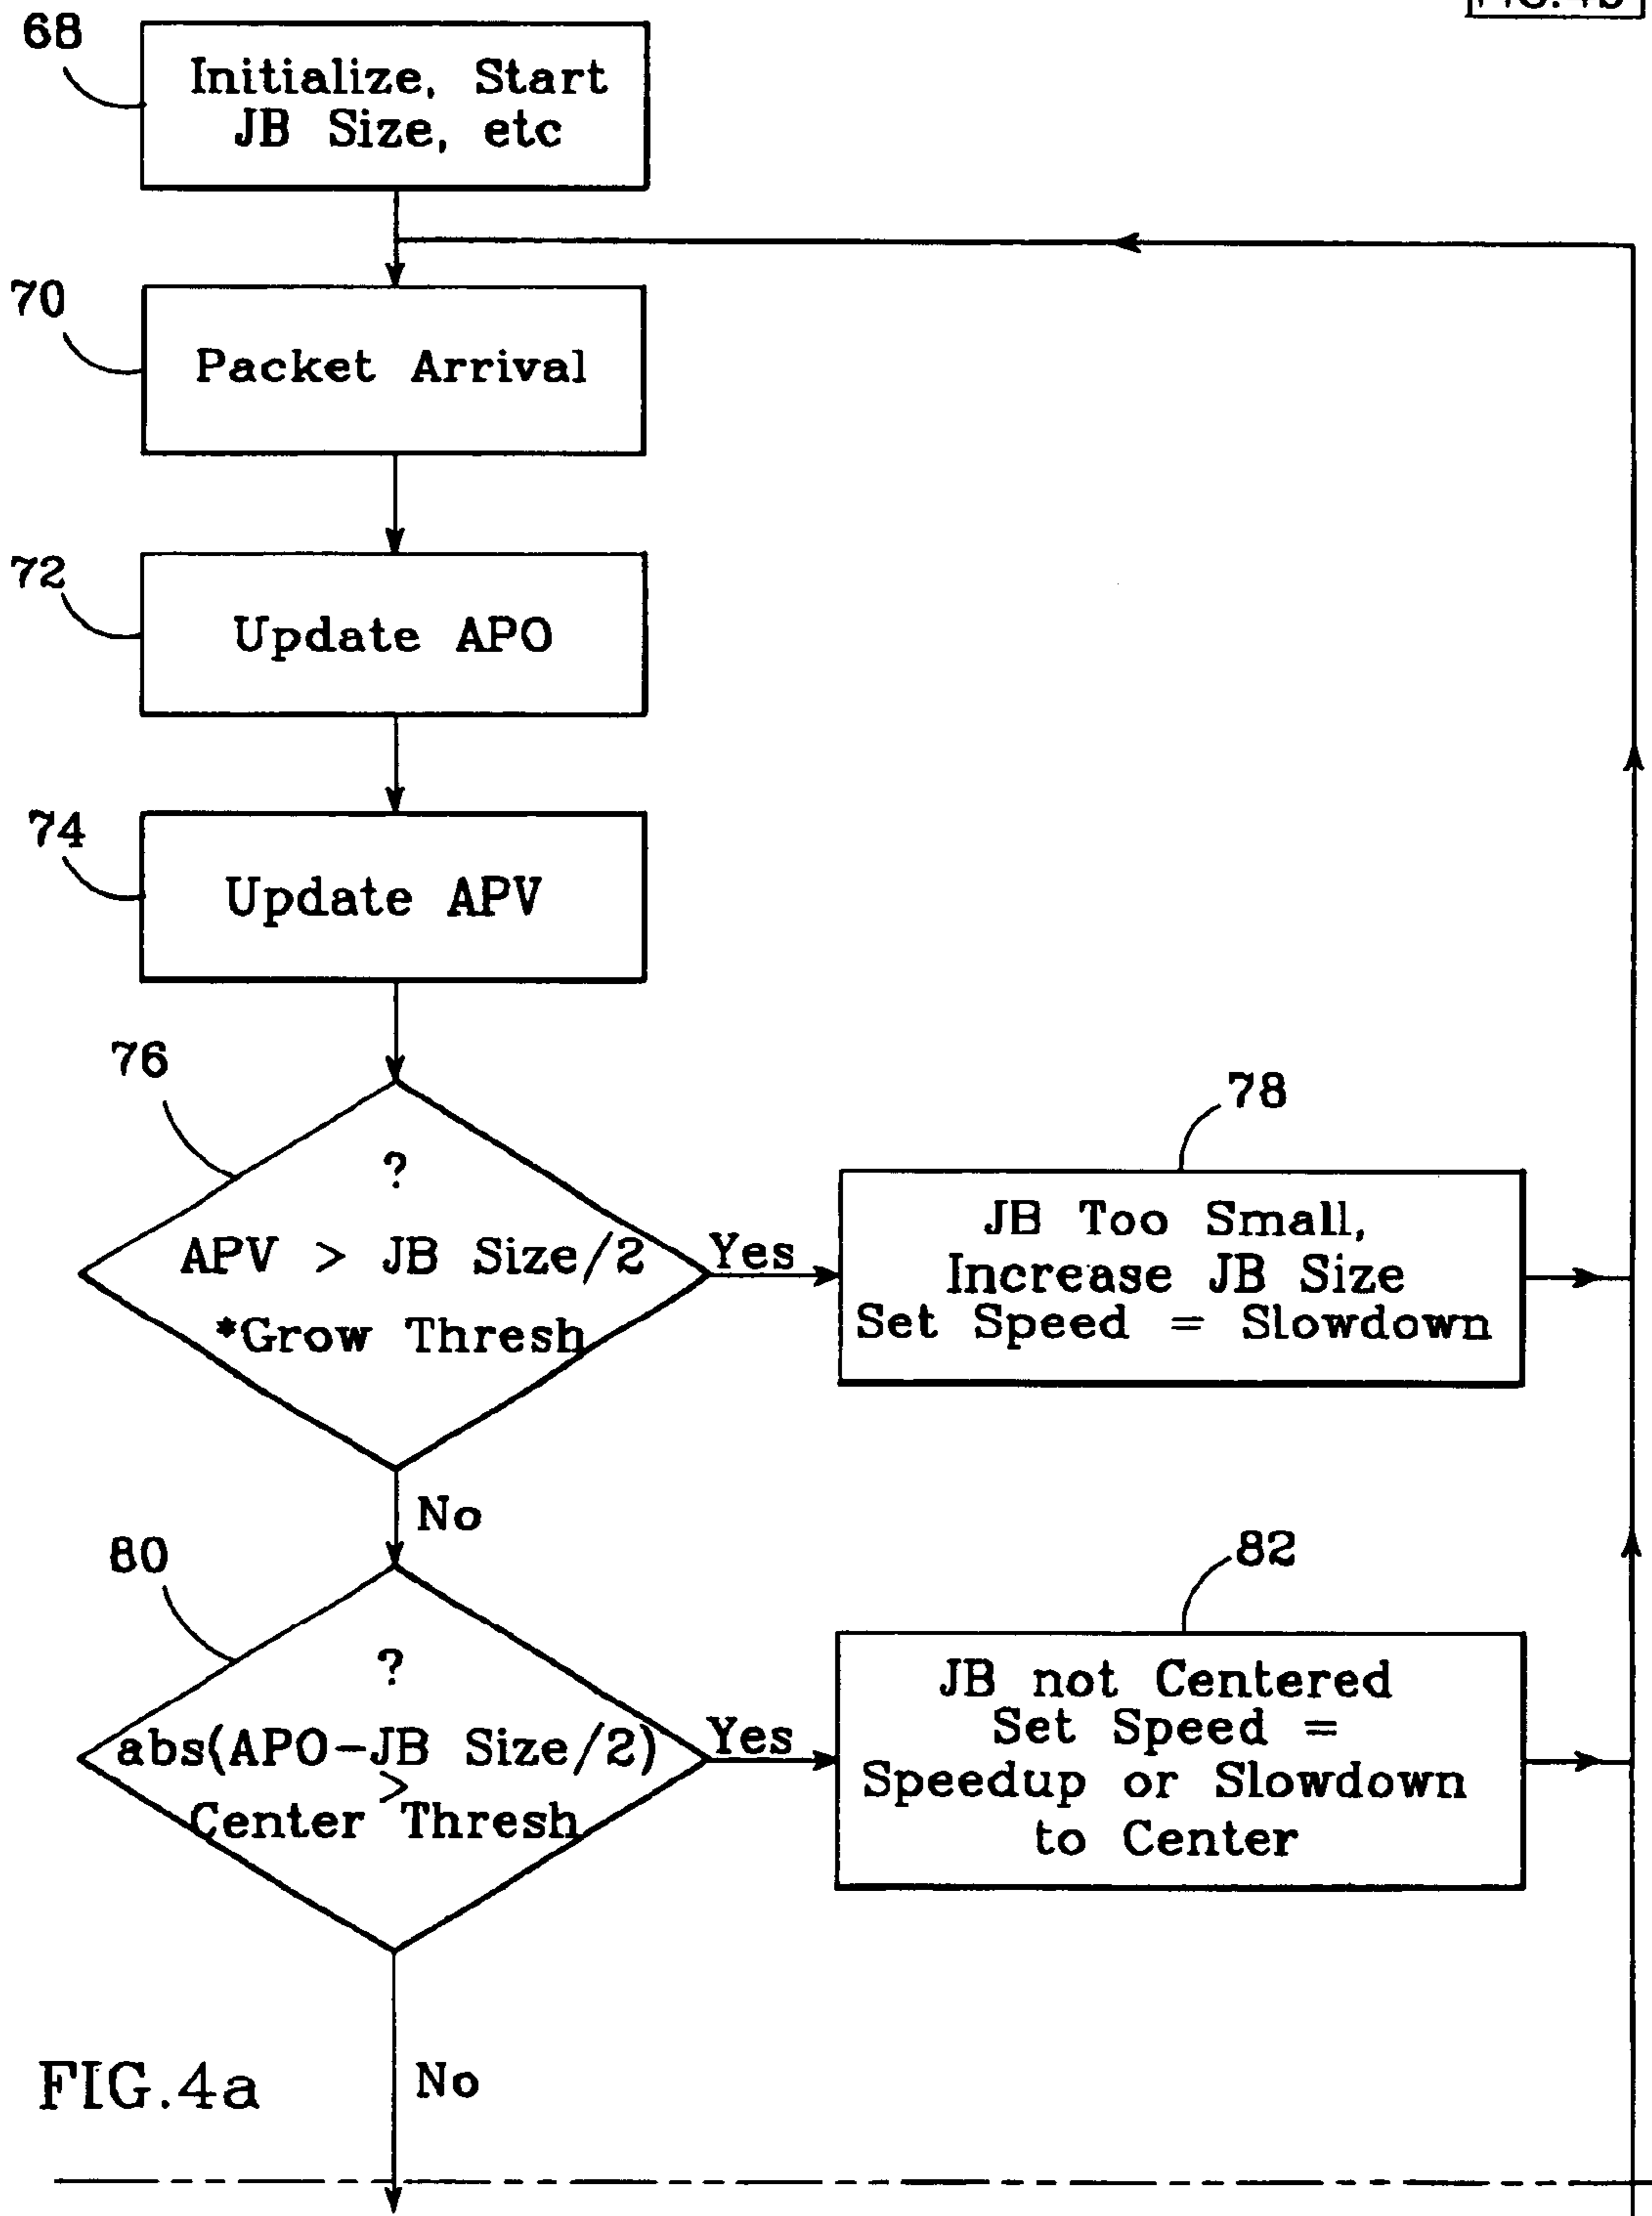 68
Initialize, Start
JB Size, etc
70
Packet Arrival
72
Update APO
74
Update APV
76
?
APV > JB Size/2
*Grow Thresh
Yes
78
JB Too Small,
Increase JB Size
Set Speed = Slowdown
No
80
?
abs(APO-JB Size/2)
>
Center Thresh
Yes
82
JB not Centered
Set Speed =
Speedup or Slowdown
to Center
No
FIG.4a